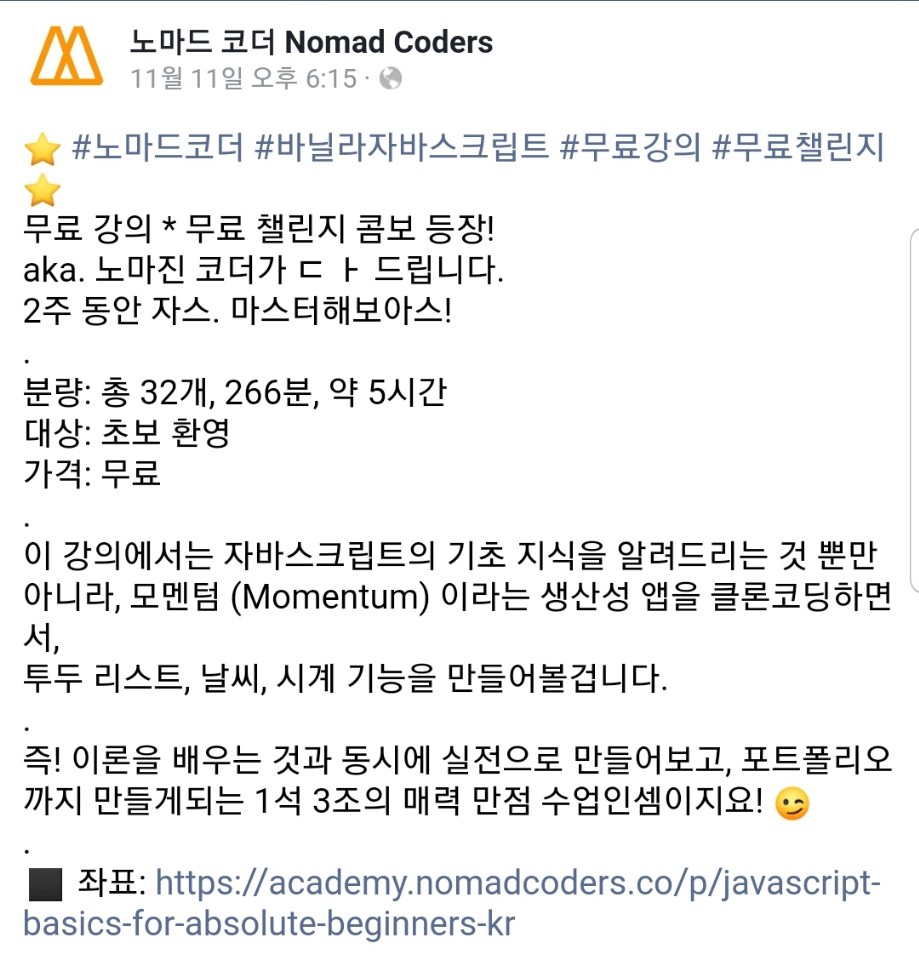 노마드 코더 Nomad Coders
11월 11일 오후 6:15 ·
⭐ #노마드코더 #바닐라자바스크립트 #무료강의 #무료챌린지
⭐
무료 강의 * 무료 챌린지 콤보 등장!
aka. 노마진 코더가 ㄷ ㅏ 드립니다.
2주 동안 자스. 마스터해보아스!
.
분량: 총 32개, 266분, 약 5시간
대상: 초보 환영
가격: 무료
.
이 강의에서는 자바스크립트의 기초 지식을 알려드리는 것 뿐만
아니라, 모멘텀 (Momentum) 이라는 생산성 앱을 클론코딩하면
서,
투두 리스트, 날씨, 시계 기능을 만들어볼겁니다.
.
즉! 이론을 배우는 것과 동시에 실전으로 만들어보고, 포트폴리오
까지 만들게되는 1석 3조의 매력 만점 수업인셈이지요! 😉
.
⬛ 좌표: https://academy.nomadcoders.co/p/javascript-
basics-for-absolute-beginners-kr